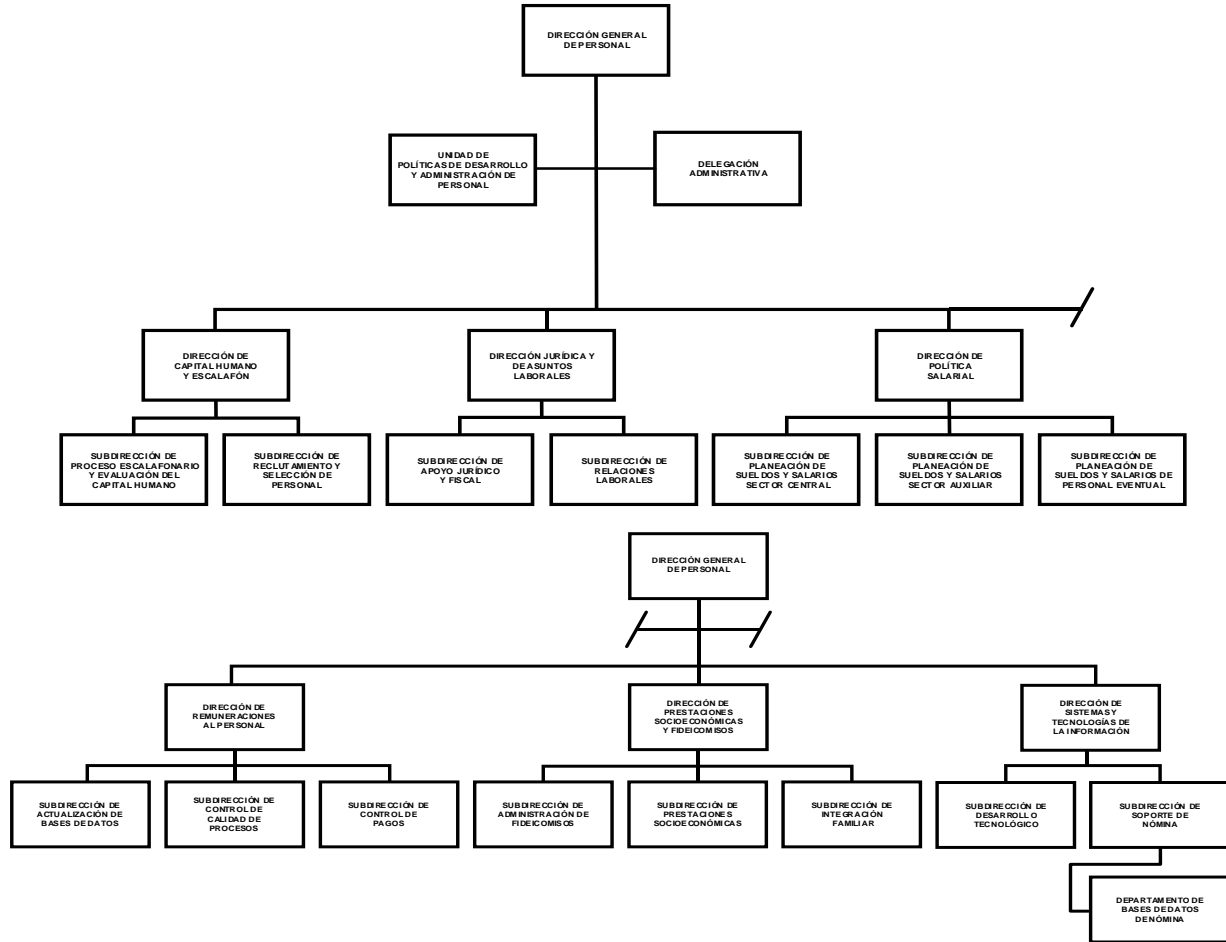 DIRECCIÓN GENERAL
DE PERSONAL
UNIDAD DE
POLÍTICAS DE DESARROLLO
Y ADMINISTRACIÓN DE
PERSONAL
DELEGACIÓN
ADMINISTRATIVA
DIRECCIÓN DE
CAPITAL HUMANO
Y ESCALAFÓN
DIRECCIÓN JURÍDICA Y
DE ASUNTOS
LABORALES
DIRECCIÓN DE
POLÍTICA
SALARIAL
SUBDIRECCIÓN DE
PROCESO ESCALAFONARIO
Y EVALUACIÓN DEL
CAPITAL HUMANO
SUBDIRECCIÓN DE
RECLUTAMIENTO Y
SELECCIÓN DE
PERSONAL
SUBDIRECCIÓN DE
APOYO JURÍDICO
Y FISCAL
SUBDIRECCIÓN DE
RELACIONES
LABORALES
SUBDIRECCIÓN DE
PLANEACIÓN DE
SUELDOS Y SALARIOS
SECTOR CENTRAL
SUBDIRECCIÓN DE
PLANEACIÓN DE
SUELDOS Y SALARIOS
SECTOR AUXILIAR
SUBDIRECCIÓN DE
PLANEACIÓN DE
SUELDOS Y SALARIOS DE
PERSONAL EVENTUAL
DIRECCIÓN GENERAL
DE PERSONAL
DIRECCIÓN DE
REMUNERACIONES
AL PERSONAL
DIRECCIÓN DE
PRESTACIONES
SOCIOECONÓMICAS
Y FIDEICOMISOS
DIRECCIÓN DE
SISTEMAS Y
TECNOLOGÍAS DE
LA INFORMACIÓN
SUBDIRECCIÓN DE
ACTUALIZACIÓN DE
BASES DE DATOS
SUBDIRECCIÓN DE
CONTROL DE
CALIDAD DE
PROCESOS
SUBDIRECCIÓN DE
CONTROL DE
PAGOS
SUBDIRECCIÓN DE
ADMINISTRACIÓN DE
FIDEICOMISOS
SUBDIRECCIÓN DE
PRESTACIONES
SOCIOECONÓMICAS
SUBDIRECCIÓN DE
INTEGRACIÓN
FAMILIAR
SUBDIRECCIÓN DE
DESARROLLO
TECNOLÓGICO
SUBDIRECCIÓN DE
SOPORTE DE
NÓMINA
DEPARTAMENTO DE
BASES DE DATOS
DE NÓMINA